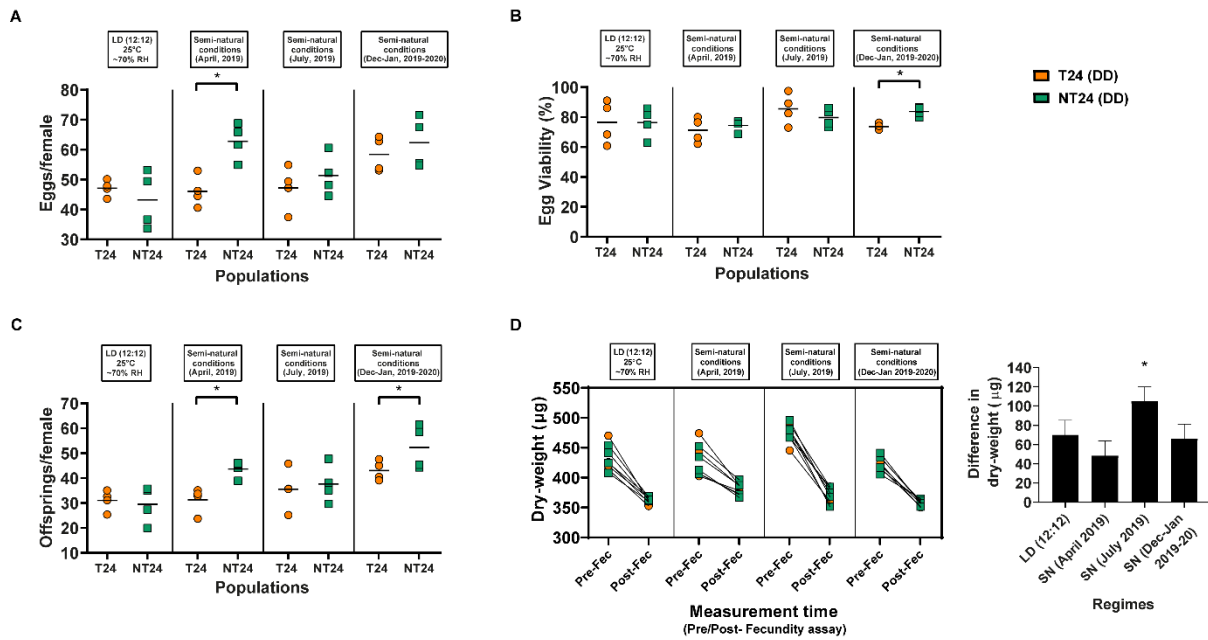 A
LD (12:12)
25°C
~70% RH
Semi-natural
conditions
(April, 2019)
Semi-natural
conditions
(July, 2019)
Semi-natural
conditions
(Dec-Jan, 2019-2020)
*
80
70
60
50
40
30
Eggs/female
T24 NT24 T24 NT24 T24 NT24 T24 NT24
Populations
B
LD (12:12)
25°C
~70% RH
Semi-natural
conditions
(April, 2019)
Semi-natural
conditions
(July, 2019)
Semi-natural
conditions
(Dec-Jan, 2019-2020)
*
100
80
60
40
20
0
Egg Viability (%)
T24 NT24 T24 NT24 T24 NT24 T24 NT24
Populations
T24 (DD)
NT24 (DD)
C
LD (12:12)
25°C
~70% RH
Semi-natural
conditions
(April, 2019)
Semi-natural
conditions
(July, 2019)
Semi-natural
conditions
(Dec-Jan, 2019-2020)
*
*
70
60
50
40
30
20
10
Offsprings/female
T24 NT24 T24 NT24 T24 NT24 T24 NT24
Populations
D
LD (12:12)
25°C
~70% RH
Semi-natural
conditions
(April, 2019)
Semi-natural
conditions
(July, 2019)
Semi-natural
conditions
(Dec-Jan 2019-2020)
550
500
450
400
350
300
Dry-weight (µg)
Pre-Fec Post-Fec Pre-Fec Post-Fec Pre-Fec Post-Fec Pre-Fec Post-Fec
Measurement time
(Pre/Post- Fecundity assay)
*
140
120
100
80
60
40
20
0
Difference in
dry-weight (µg)
LD (12:12)
SN (April 2019)
SN (July 2019)
SN (Dec-Jan
2019-20)
Regimes